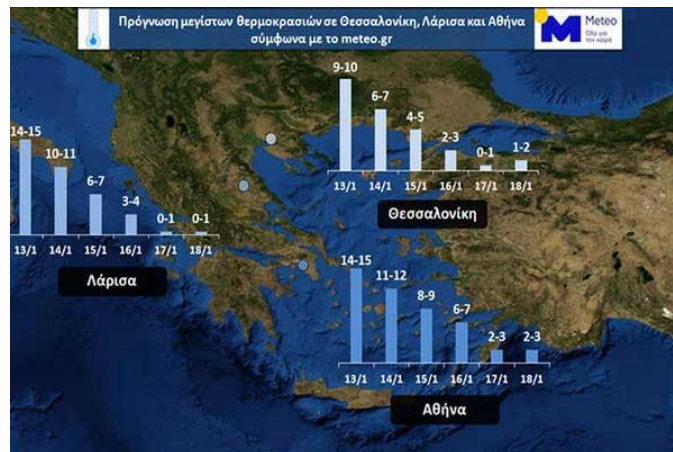 Πρόγνωση μεγίστων θερμοκρασιών σε Θεσσαλονίκη, Λάρισα και Αθήνα
σύμφωνα με το meteo.gr
M Meteo
Όλα για
τον καιρό
14-15 10-11 6-7 3-4 0-1 0-1
13/1 14/1 15/1 16/1 17/1 18/1
Λάρισα
9-10 6-7 4-5 2-3 0-1 1-2
13/1 14/1 15/1 16/1 17/1 18/1
Θεσσαλονίκη
14-15 11-12 8-9 6-7 2-3 2-3
13/1 14/1 15/1 16/1 17/1 18/1
Αθήνα